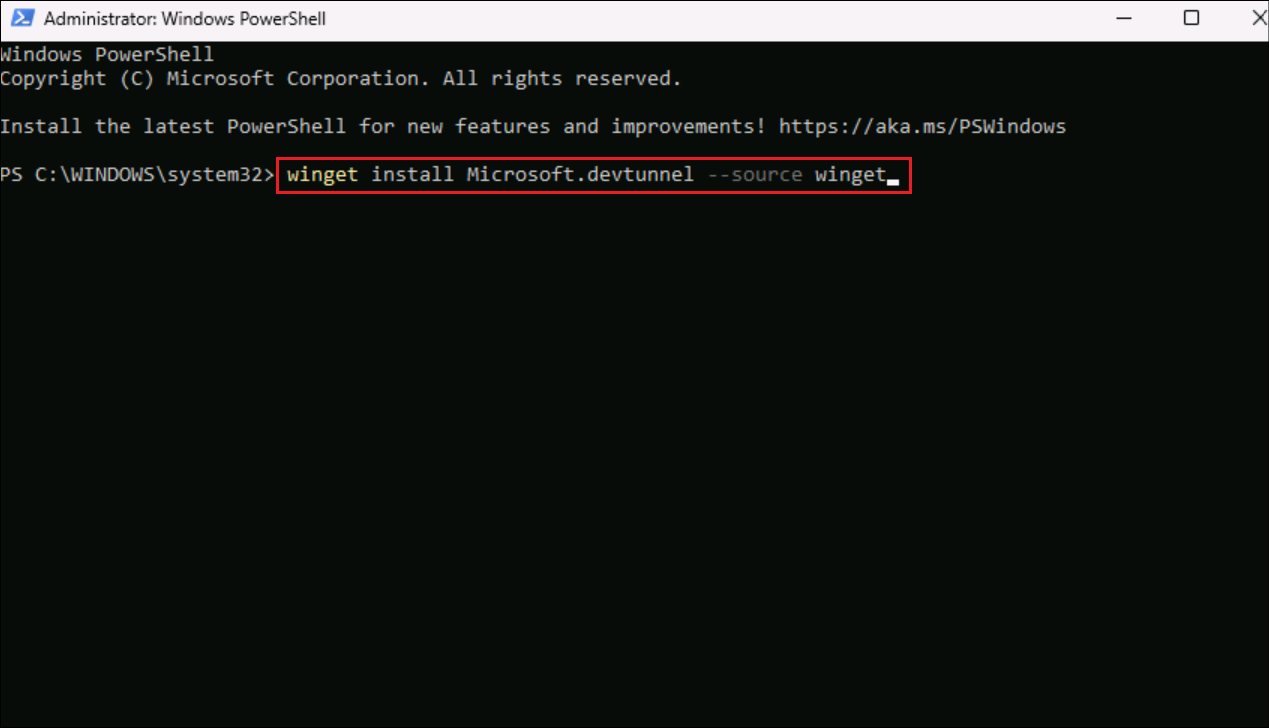 Administrator: Windows PowerShell
Windows PowerShell
Copyright (C) Microsoft Corporation. All rights reserved.
Install the latest PowerShell for new features and improvements! https://aka.ms/PSWindows
PS C:\WINDOWS\system32> winget install Microsoft.devtunnel --source winget